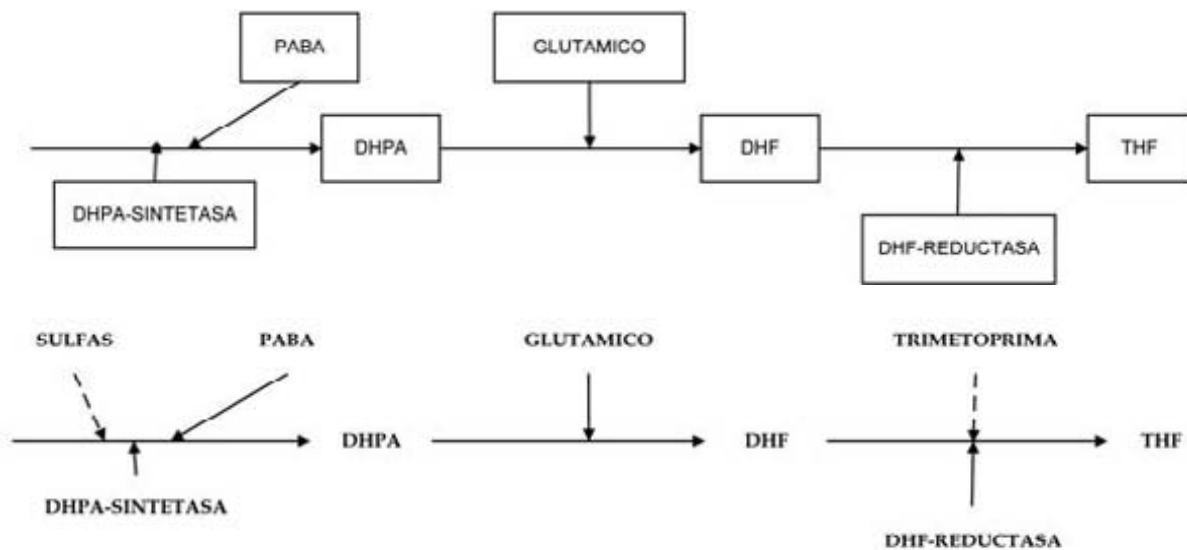 PABA
GLUTAMICO
DHPA
DHF
THF
DHPA-SINTETASA
DHF-REDUCTASA
SULFAS
PABA
GLUTAMICO
TRIMETOPRIMA
DHPA
DHF
THF
DHPA-SINTETASA
DHF-REDUCTASA